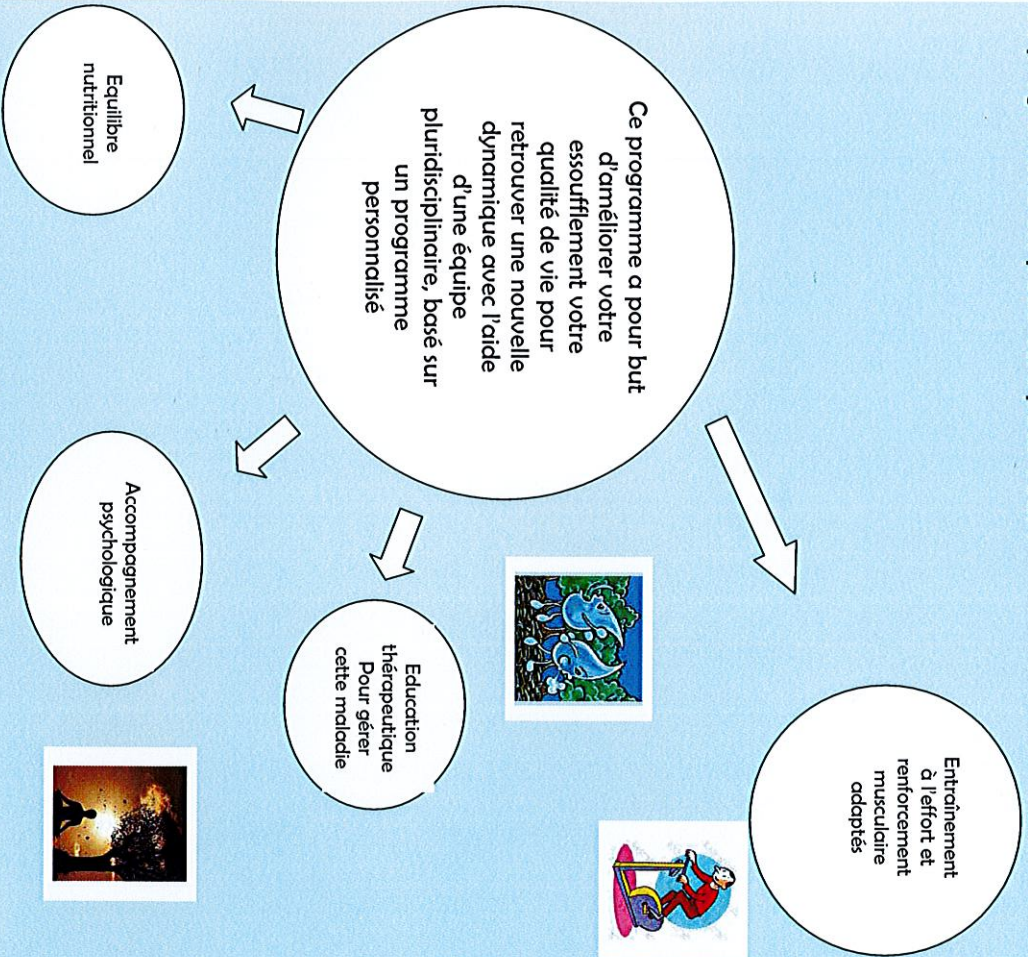 Ce programme a pour but
d'améliorer votre
essoufflement votre
qualité de vie pour
retrouver une nouvelle
dynamique avec l'aide
d'une équipe
pluridisciplinaire, basé sur
un programme
personnalisé
Entraînement
à l'effort et
renforcement
musculaire
adaptés
Education
thérapeutique
Pour gérer
cette maladie
Accompagnement
psychologique
Equilibre
nutritionnel